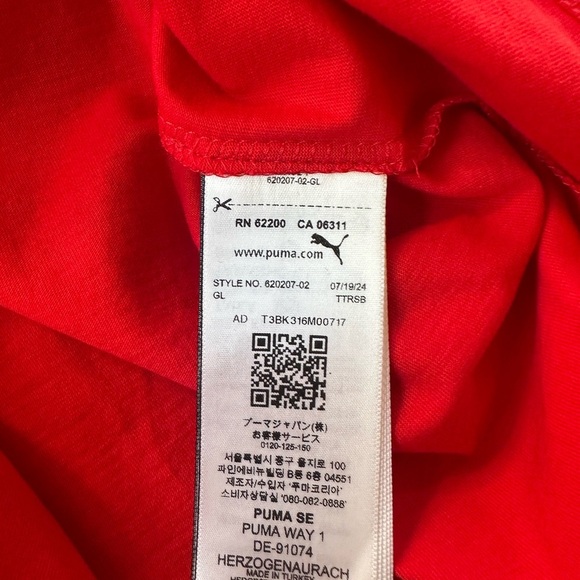 620207-02-GL
RN 62200 CA 06311
www.puma.com
STYLE NO. 620207-02 07/19/24
GL TTRSB
AD T3BK316M00717
プーマジャパン(株)
お客様サービス
0120-125-150
서울특별시 중구 을지로 100
파인에비뉴빌딩 B동 6층 04551
제조자/수입자 '푸마코리아'
소비자상담실 '080-082-0888'
PUMA SE
PUMA WAY 1
DE-91074
HERZOGENAURACH
MADE IN TURKEY